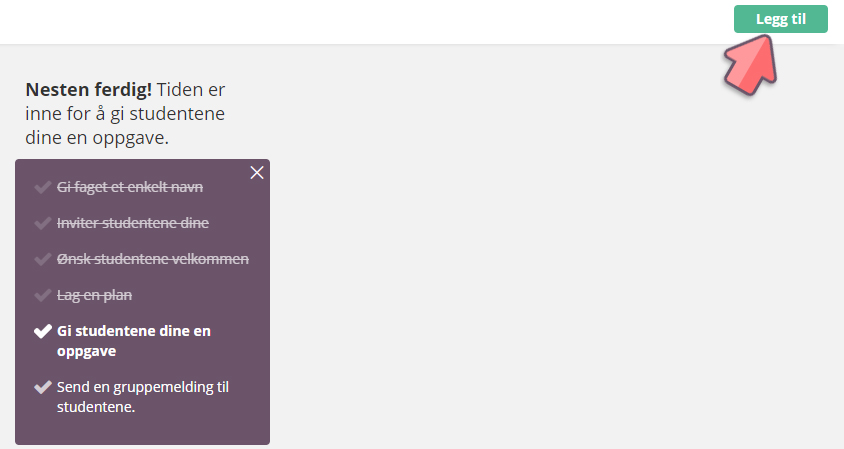 Legg til
Nesten ferdig! Tiden er
inne for å gi studentene
dine en oppgave.
Gi faget et enkelt navn
Inviter studentene dine
Ønsk studentene velkommen
Lag en plan
Gi studentene dine en
oppgave
Send en gruppemelding til
studentene.